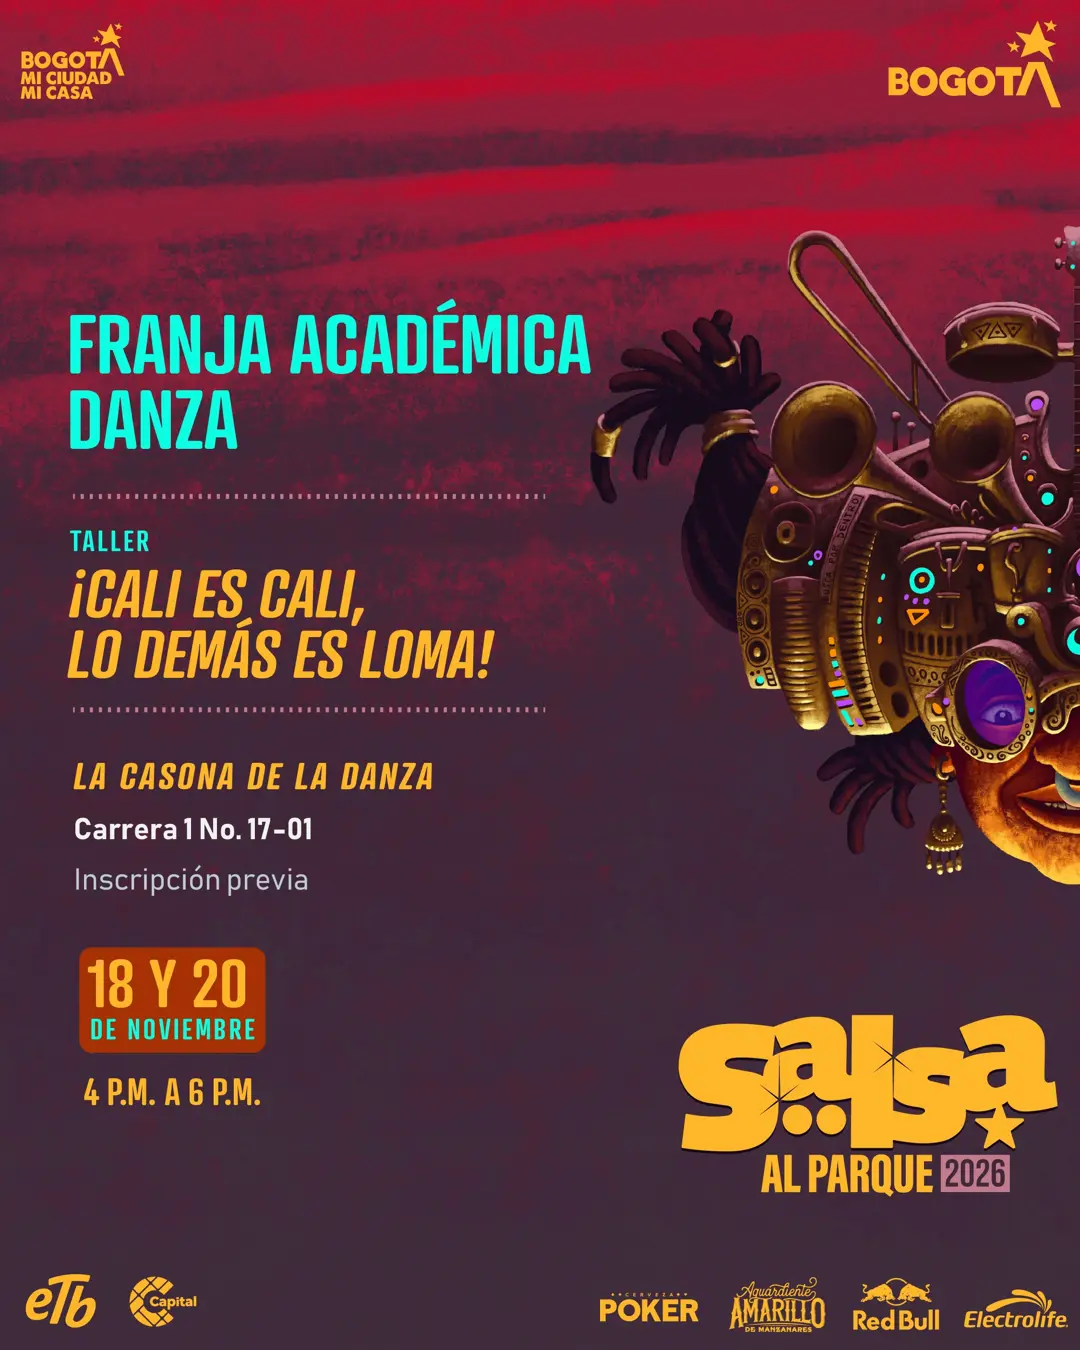 BOGOTÁ
MI CIUDAD
MI CASA
BOGOTÁ
FRANJA ACADÉMICA
DANZA
TALLER
¡CALI ES CALI,
LO DEMÁS ES LOMA!
LA CASONA DE LA DANZA
Carrera 1 No. 17-01
Inscripción previa
18 Y 20
DE NOVIEMBRE
4 P.M. A 6 P.M.
Salsa
AL PARQUE 2026
eTb
Capital
CERVEZA
POKER
Aguardiente
AMARILLO
DE MANZANARES
Red Bull
Electrolife